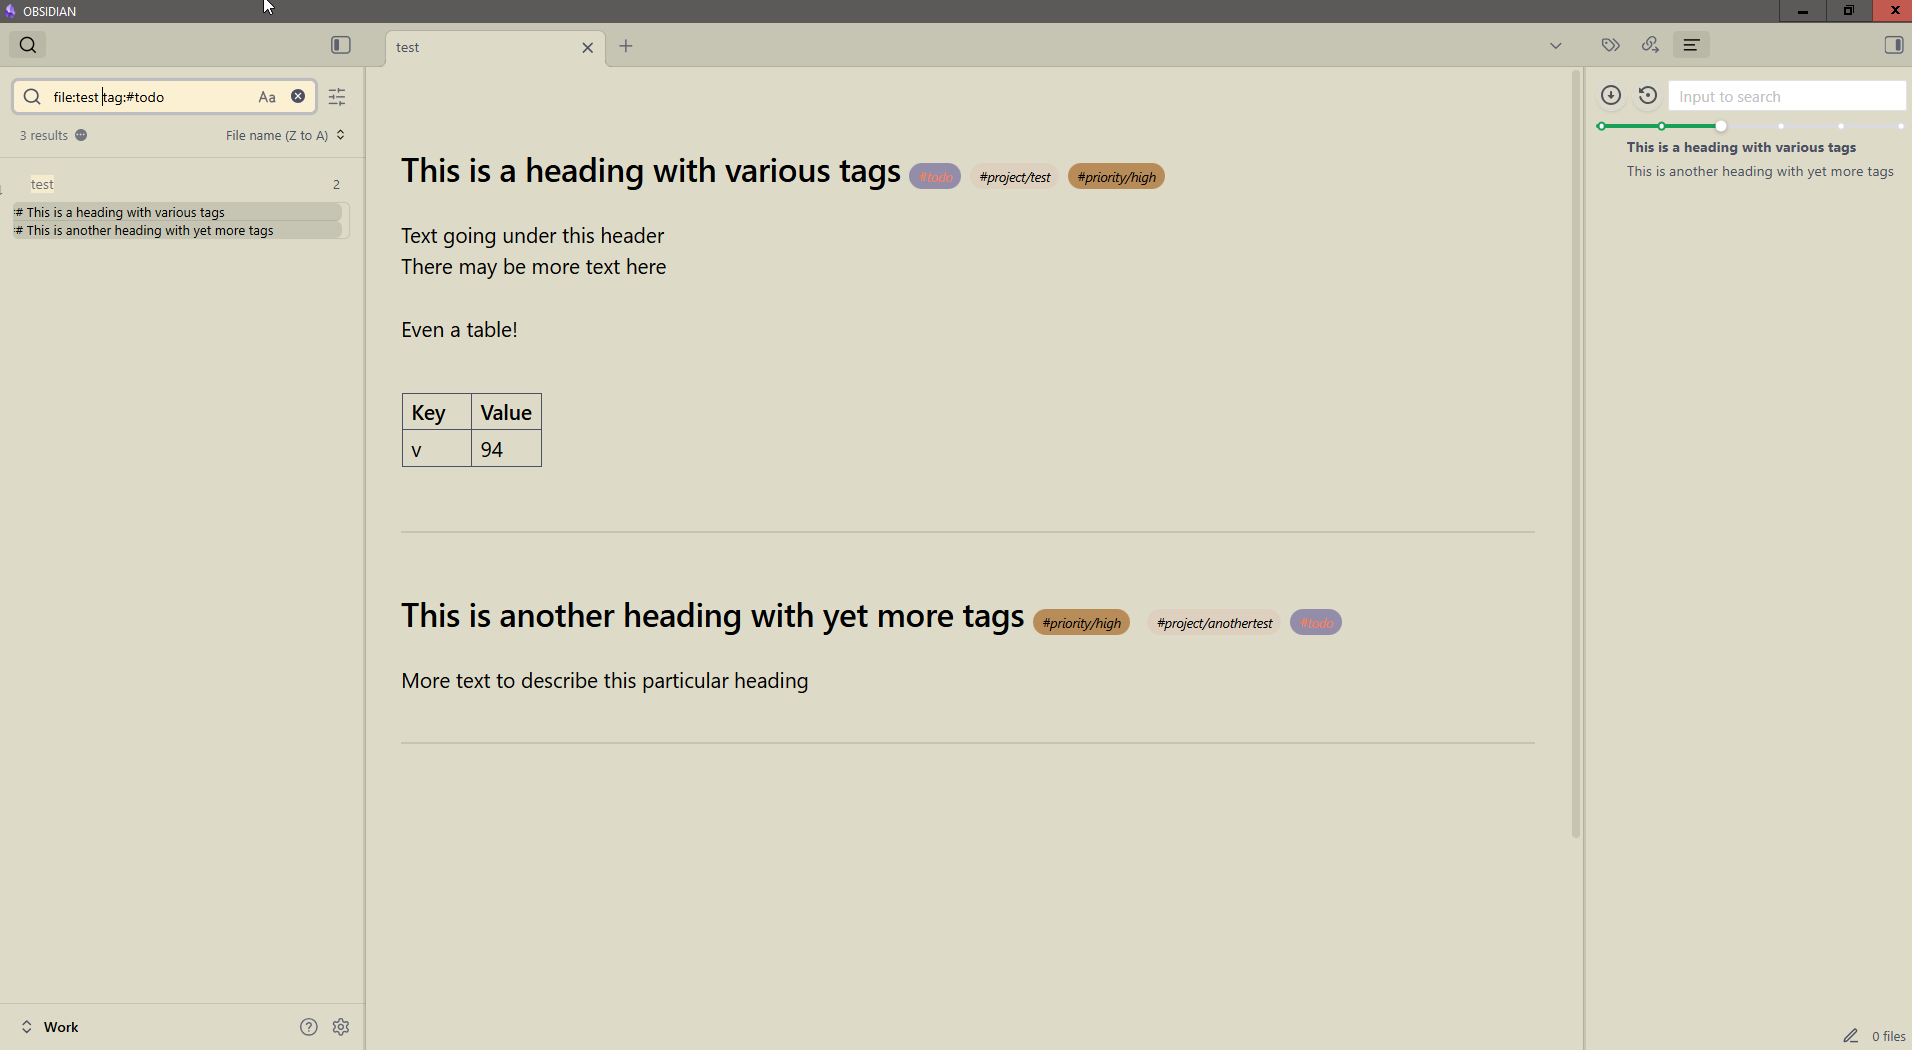 OBSIDIAN
test
file:test tag:#todo
Aa
3 results
File name (Z to A)
test
2
# This is a heading with various tags
# This is another heading with yet more tags
Work
This is a heading with various tags #todo #project/test #priority/high
Text going under this header
There may be more text here
Even a table!
Key Value
v 94
This is another heading with yet more tags #priority/high #project/anothertest #todo
More text to describe this particular heading
Input to search
This is a heading with various tags
This is another heading with yet more tags
0 files